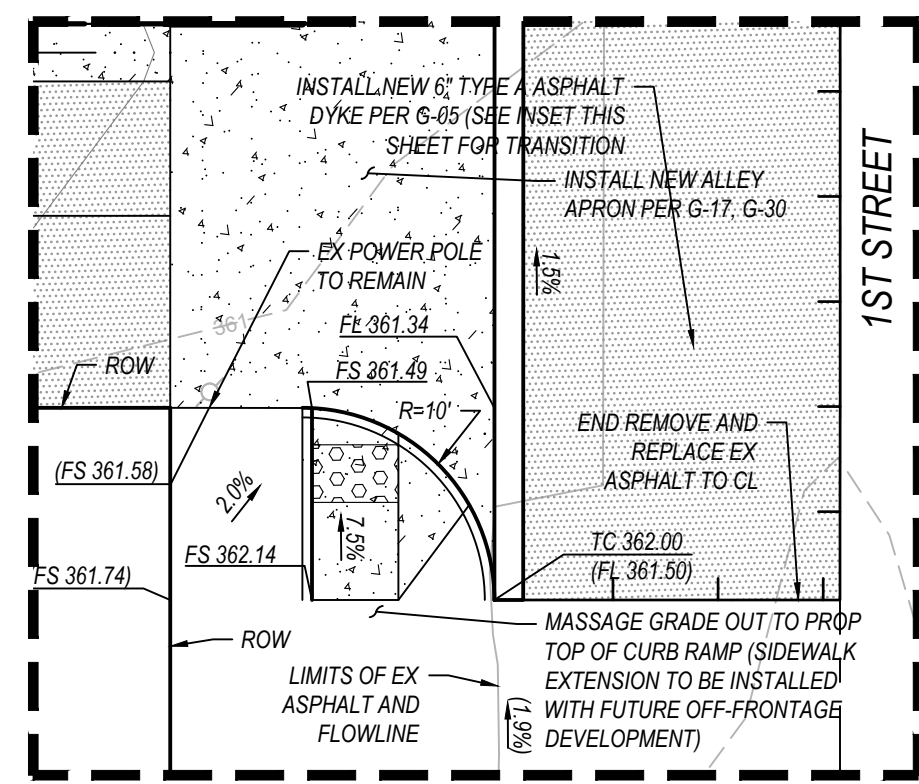 INSTALL NEW 6" TYPE A ASPHALT
DYKE PER G-05 (SEE INSET THIS
SHEET FOR TRANSITION
INSTALL NEW ALLEY
APRON PER G-17, G-30
1ST STREET
1.5%
EX POWER POLE
TO REMAIN
361
FL 361.34
FS 361.49
ROW
R=10'
END REMOVE AND
REPLACE EX
ASPHALT TO CL
(FS 361.58)
2.0%
7.5%
FS 362.14
TC 362.00
(FL 361.50)
FS 361.74)
ROW
MASSAGE GRADE OUT TO PROP
TOP OF CURB RAMP (SIDEWALK
EXTENSION TO BE INSTALLED
WITH FUTURE OFF-FRONTAGE
DEVELOPMENT)
LIMITS OF EX
ASPHALT AND
FLOWLINE
(1.9%)